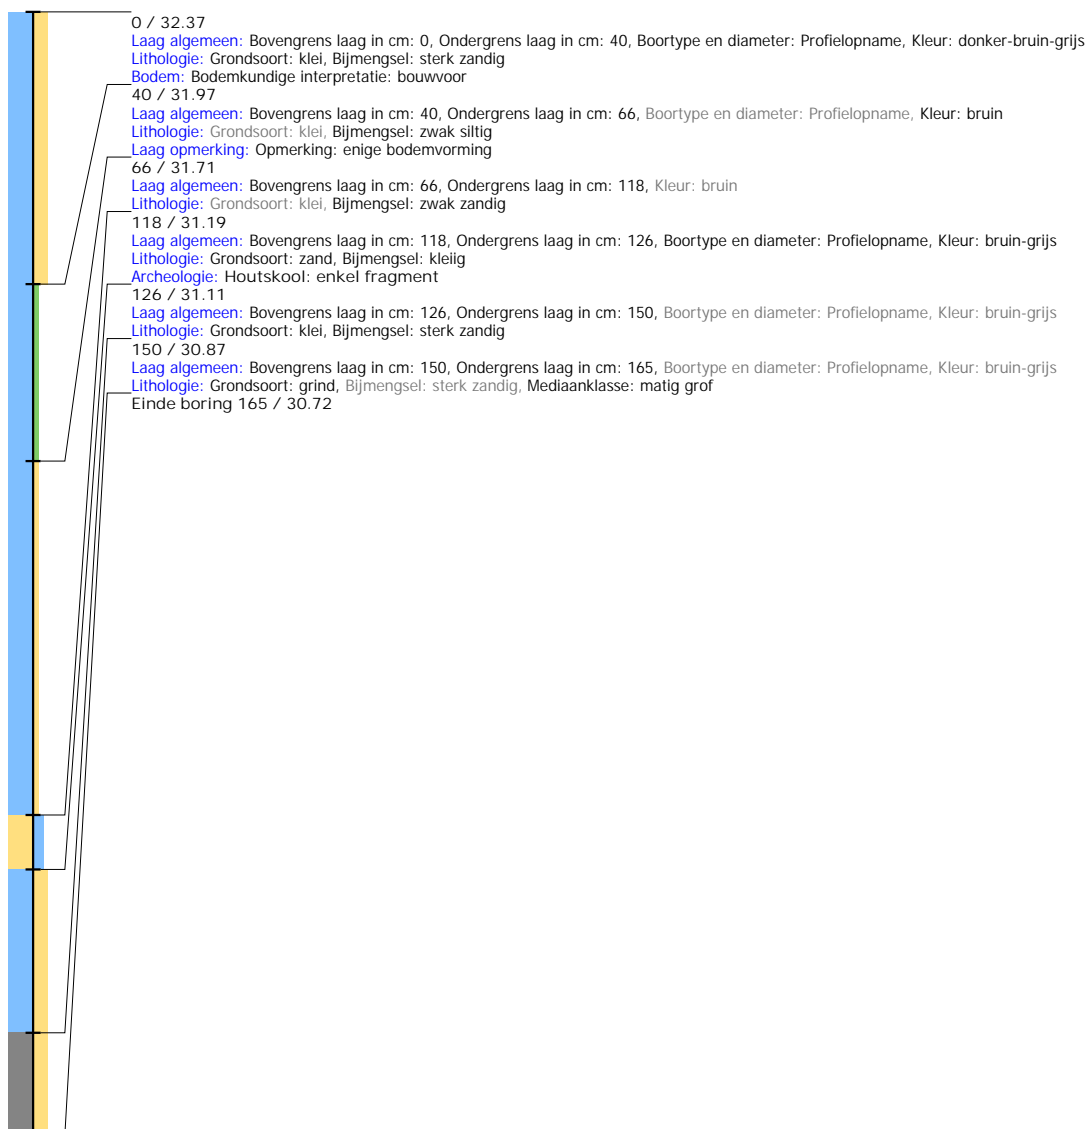 0 / 32.37
Laag algemeen: Bovengrens laag in cm: 0, Ondergrens laag in cm: 40, Boortype en diameter: Profielopname, Kleur: donker-bruin-grijs
Lithologie: Grondsoort: klei, Bijmengsel: sterk zandig
Bodem: Bodemkundige interpretatie: bouwvoor
40 / 31.97
Laag algemeen: Bovengrens laag in cm: 40, Ondergrens laag in cm: 66, Boortype en diameter: Profielopname, Kleur: bruin
Lithologie: Grondsoort: klei, Bijmengsel: zwak siltig
Laag opmerking: Opmerking: enige bodemvorming
66 / 31.71
Laag algemeen: Bovengrens laag in cm: 66, Ondergrens laag in cm: 118, Kleur: bruin
Lithologie: Grondsoort: klei, Bijmengsel: zwak zandig
118 / 31.19
Laag algemeen: Bovengrens laag in cm: 118, Ondergrens laag in cm: 126, Boortype en diameter: Profielopname, Kleur: bruin-grijs
Lithologie: Grondsoort: zand, Bijmengsel: kleiig
Archeologie: Houtskool: enkel fragment
126 / 31.11
Laag algemeen: Bovengrens laag in cm: 126, Ondergrens laag in cm: 150, Boortype en diameter: Profielopname, Kleur: bruin-grijs
Lithologie: Grondsoort: klei, Bijmengsel: sterk zandig
150 / 30.87
Laag algemeen: Bovengrens laag in cm: 150, Ondergrens laag in cm: 165, Boortype en diameter: Profielopname, Kleur: bruin-grijs
Lithologie: Grondsoort: grind, Bijmengsel: sterk zandig, Mediaanklasse: matig grof
Einde boring 165 / 30.72